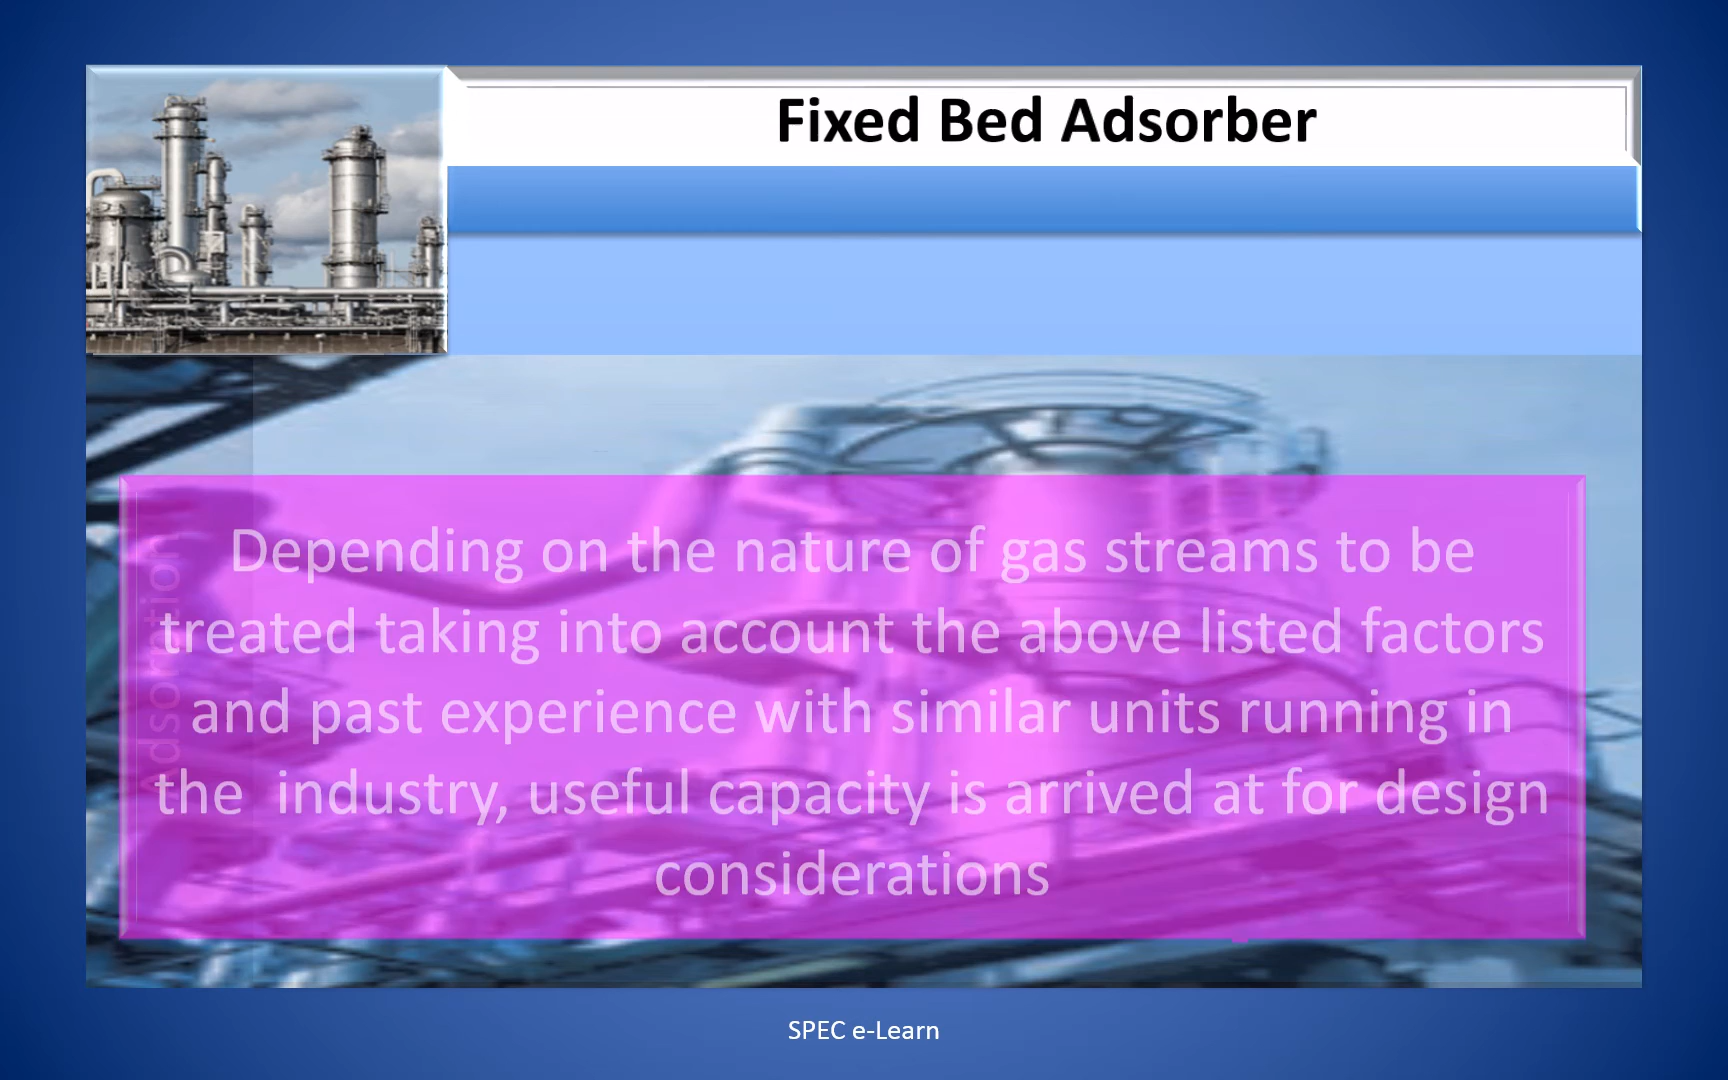 Fixed Bed Adsorber
Depending on the nature of gas streams to be
treated taking into account the above listed factors
and past experience with similar units running in
the  industry, useful capacity is arrived at for design
considerations
Adsorption
SPEC e-Learn